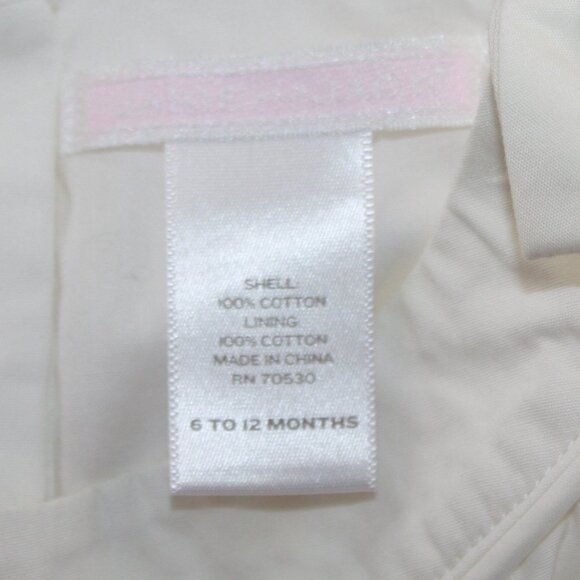 SHELL:
100% COTTON
LINING:
100% COTTON
MADE IN CHINA
RN 70530
6 TO 12 MONTHS